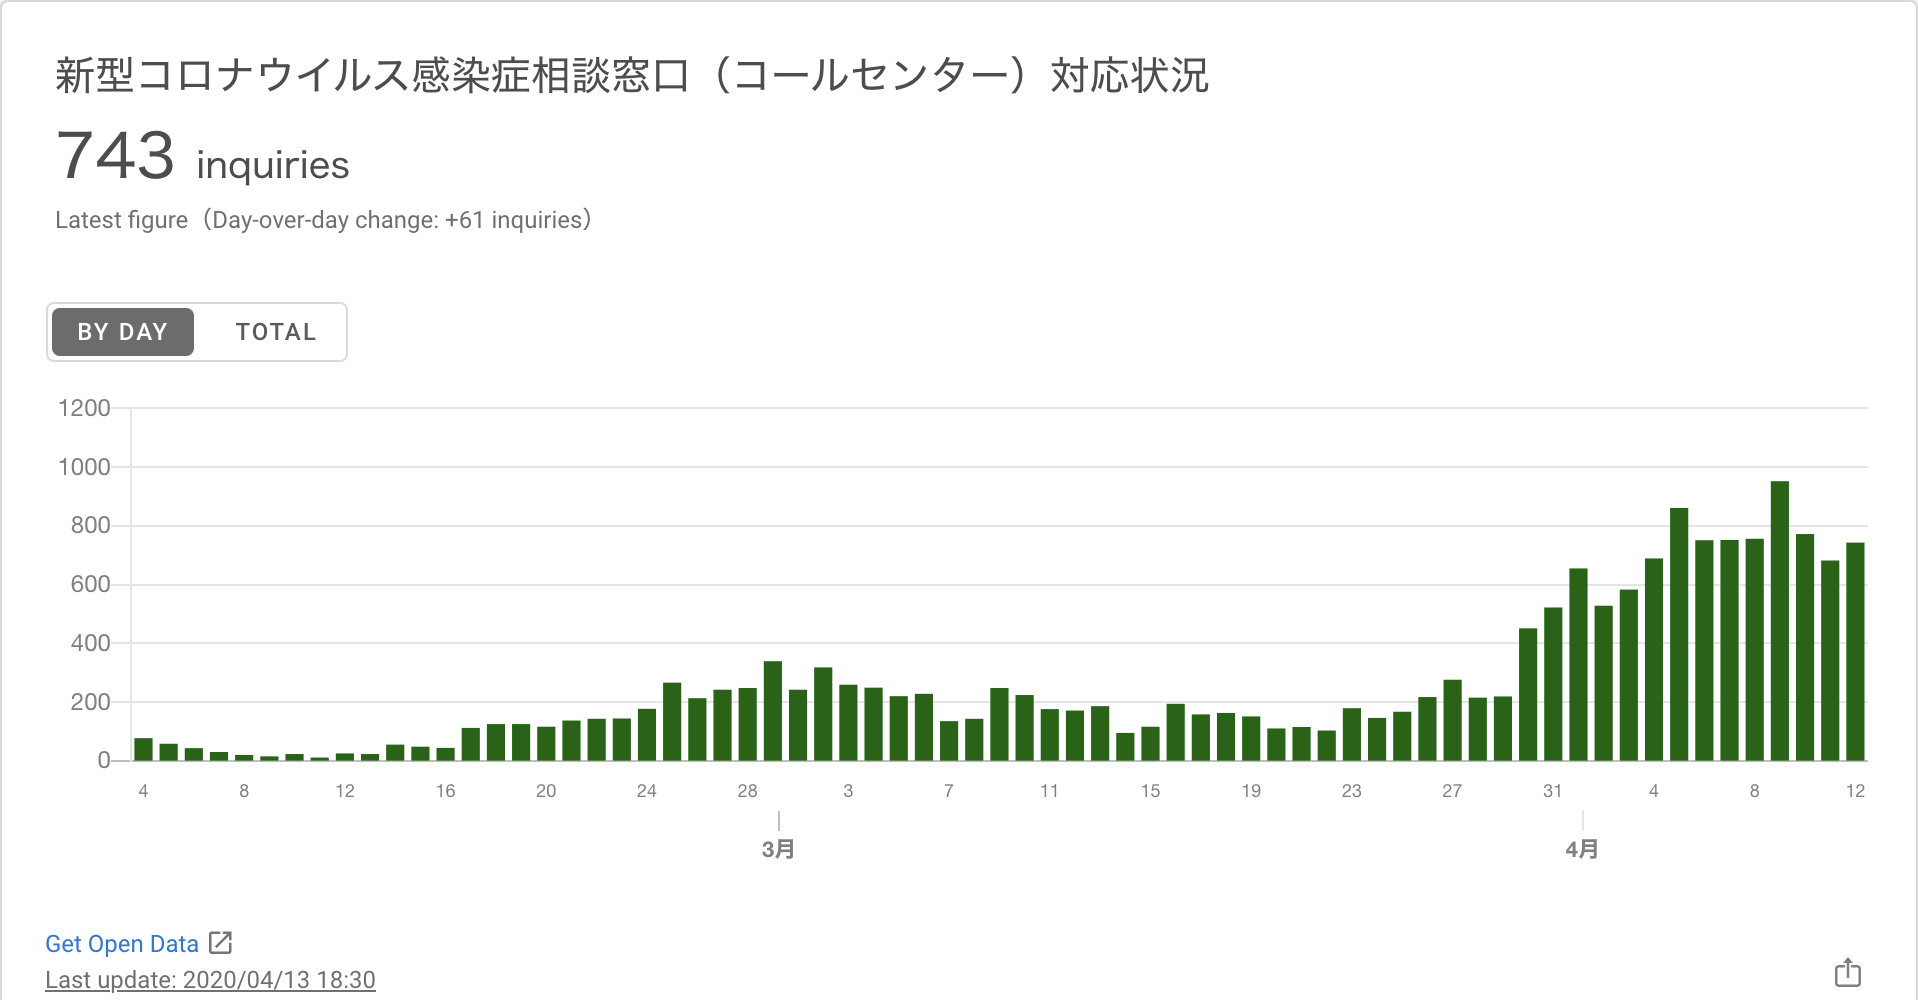 新型コロナウイルス感染症相談窓口（コールセンター）対応状況
743 inquiries
Latest figure（Day-over-day change: +61 inquiries）
BY DAY TOTAL
1200
1000
800
600
400
200
0
4 8 12 16 20 24 28 3 7 11 15 19 23 27 31 4 8 12
3月 4月
Get Open Data
Last update: 2020/04/13 18:30